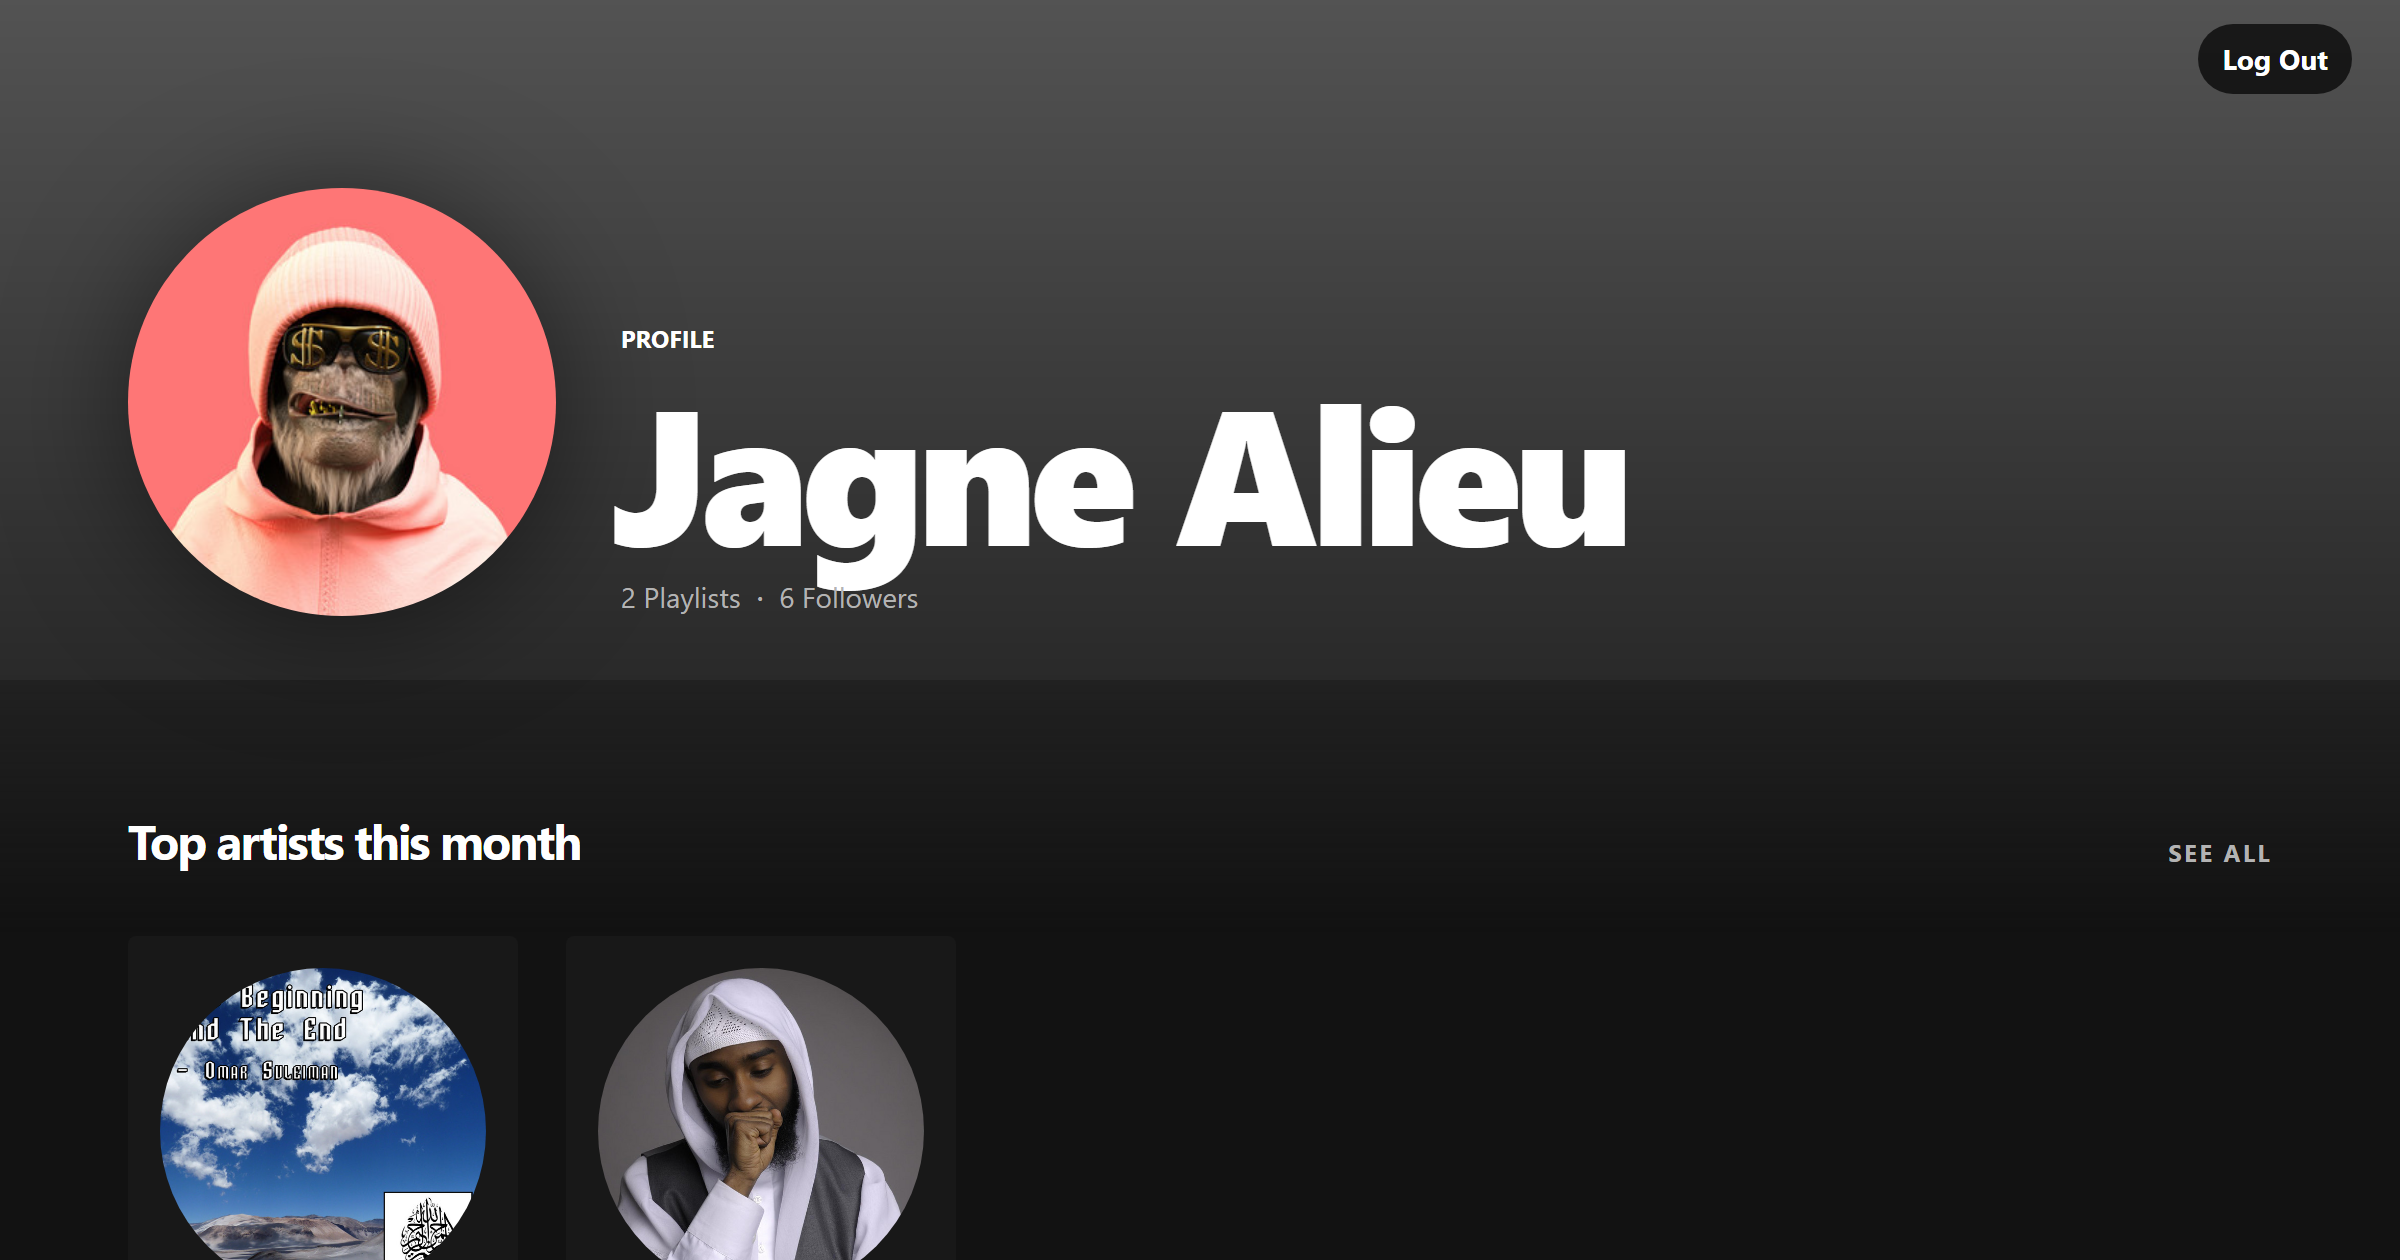 Log Out
PROFILE
Jagne Alieu
2 Playlists · 6 Followers
Top artists this month
SEE ALL
Beginning
nd The End
- Omar Suleiman